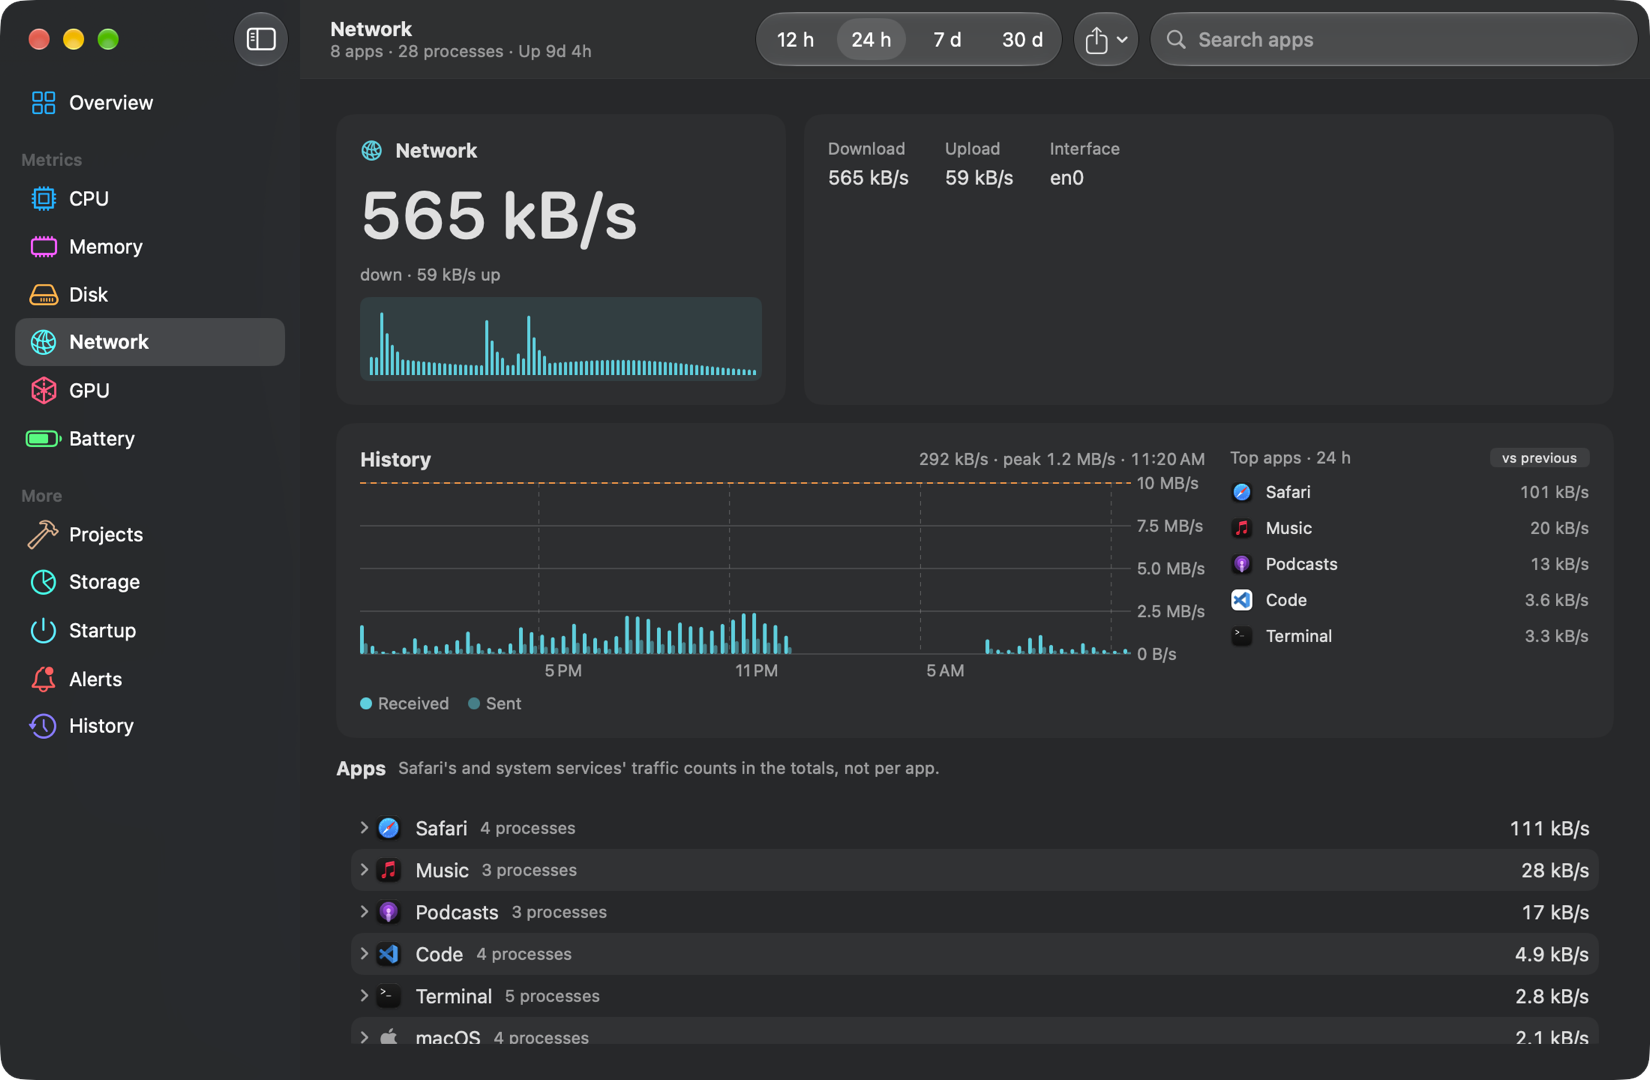 Network
8 apps · 28 processes · Up 9d 4h
12 h
24 h
7 d
30 d
Search apps
Overview
Metrics
CPU
Memory
Disk
Network
GPU
Battery
More
Projects
Storage
Startup
Alerts
History
Network
565 kB/s
down · 59 kB/s up
Download
Upload
Interface
565 kB/s
59 kB/s
en0
History
292 kB/s · peak 1.2 MB/s · 11:20 AM
10 MB/s
7.5 MB/s
5.0 MB/s
2.5 MB/s
0 B/s
5 PM
11 PM
5 AM
Received
Sent
Top apps · 24 h
vs previous
Safari 101 kB/s
Music 20 kB/s
Podcasts 13 kB/s
Code 3.6 kB/s
Terminal 3.3 kB/s
Apps Safari's and system services' traffic counts in the totals, not per app.
Safari 4 processes 111 kB/s
Music 3 processes 28 kB/s
Podcasts 3 processes 17 kB/s
Code 4 processes 4.9 kB/s
Terminal 5 processes 2.8 kB/s
macOS 4 processes 2.1 kB/s